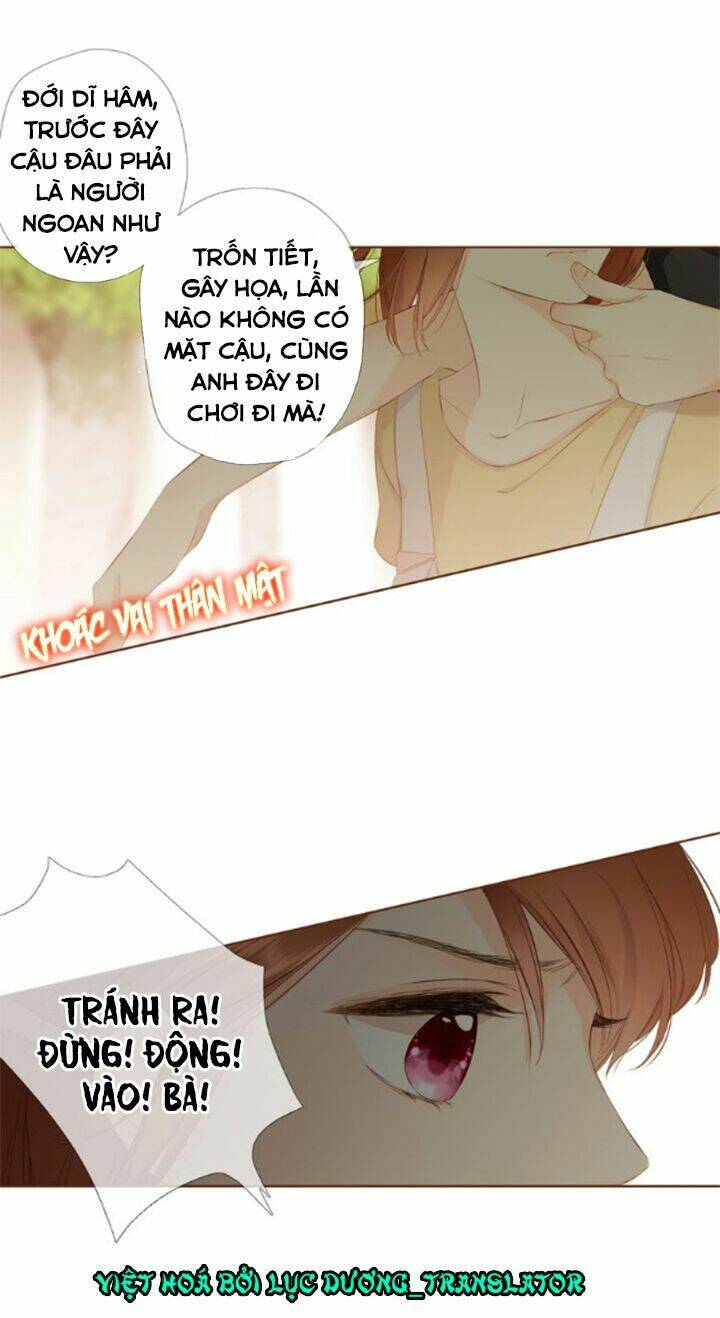 ĐỚI DĨ HÂM,
TRƯỚC ĐÂY
CẬU ĐÂU PHẢI
LÀ NGƯỜI
NGOAN NHƯ
VẬY?
TRỐN TIẾT,
GÂY HỌA, LẦN
NÀO KHÔNG CÓ
MẶT CẬU, CÙNG
ANH ĐÂY ĐI
CHƠI ĐI MÀ!
KHOÁC VAI THÂN MẬT
TRÁNH RA!
ĐỪNG! ĐỘNG!
VÀO! BÀ!
VIỆT HOÁ BỞI LỤC DƯƠNG_TRANSLATOR